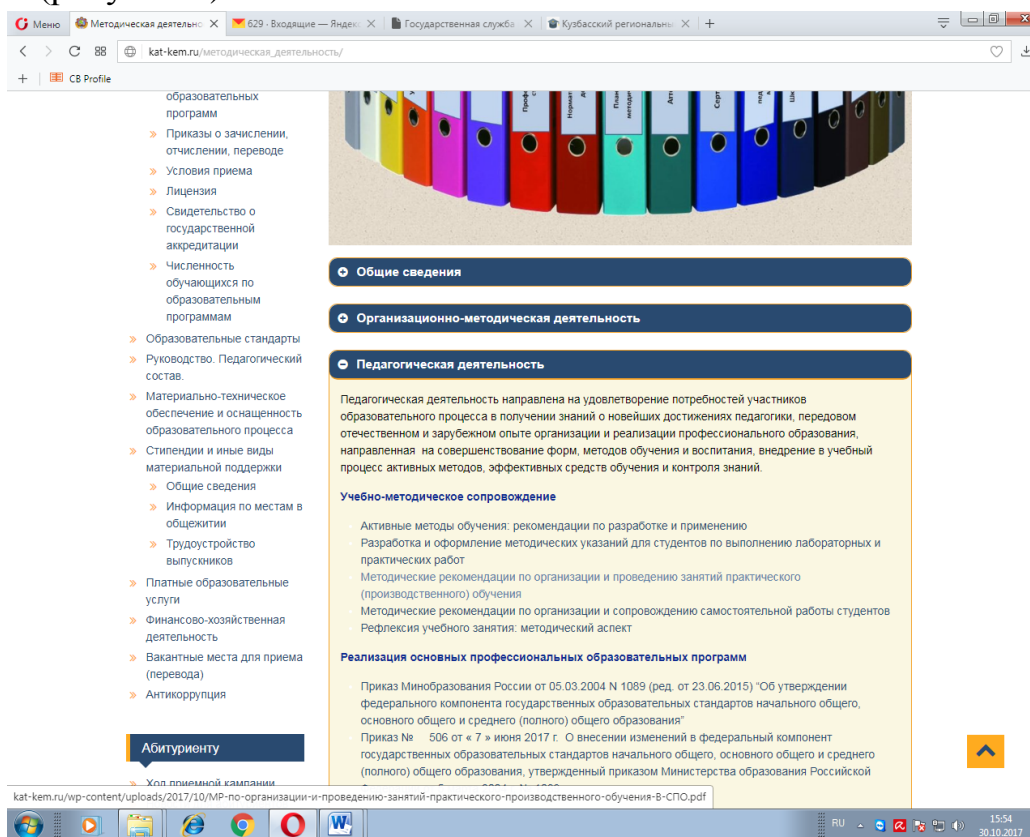 Меню
Методическая деятельно
629 · Входящие — Яндекс
Государственная служба
Кузбасский региональны
kat-kem.ru/методическая_деятельность/
CB Profile
образовательных
программ
Приказы о зачислении,
отчислении, переводе
Условия приема
Лицензия
Свидетельство о
государственной
аккредитации
Численность
обучающихся по
образовательным
программам
Образовательные стандарты
Руководство. Педагогический
состав.
Материально-техническое
обеспечение и оснащенность
образовательного процесса
Стипендии и иные виды
материальной поддержки
Общие сведения
Информация по местам в
общежитии
Трудоустройство
выпускников
Платные образовательные
услуги
Финансово-хозяйственная
деятельность
Вакантные места для приема
(перевода)
Антикоррупция
Абитуриенту
Ход приемной кампании
Общие сведения
Организационно-методическая деятельность
Педагогическая деятельность
Педагогическая деятельность направлена на удовлетворение потребностей участников
образовательного процесса в получении знаний о новейших достижениях педагогики, передовом
отечественном и зарубежном опыте организации и реализации профессионального образования,
направленная на совершенствование форм, методов обучения и воспитания, внедрение в учебный
процесс активных методов, эффективных средств обучения и контроля знаний.
Учебно-методическое сопровождение
Активные методы обучения: рекомендации по разработке и применению
Разработка и оформление методических указаний для студентов по выполнению лабораторных и
практических работ
Методические рекомендации по организации и проведению занятий практического
(производственного) обучения
Методические рекомендации по организации и сопровождению самостоятельной работы студентов
Рефлексия учебного занятия: методический аспект
Реализация основных профессиональных образовательных программ
Приказ Минобразования России от 05.03.2004 N 1089 (ред. от 23.06.2015) "Об утверждении
федерального компонента государственных образовательных стандартов начального общего,
основного общего и среднего (полного) общего образования"
Приказ № 506 от « 7 » июня 2017 г. О внесении изменений в федеральный компонент
государственных образовательных стандартов начального общего, основного общего и среднего
(полного) общего образования, утвержденный приказом Министерства образования Российской
kat-kem.ru/wp-content/uploads/2017/10/МР-по-организации-и-проведению-занятий-практического-производственного-обучения-В-СПО.pdf
RU
15:54
30.10.2017